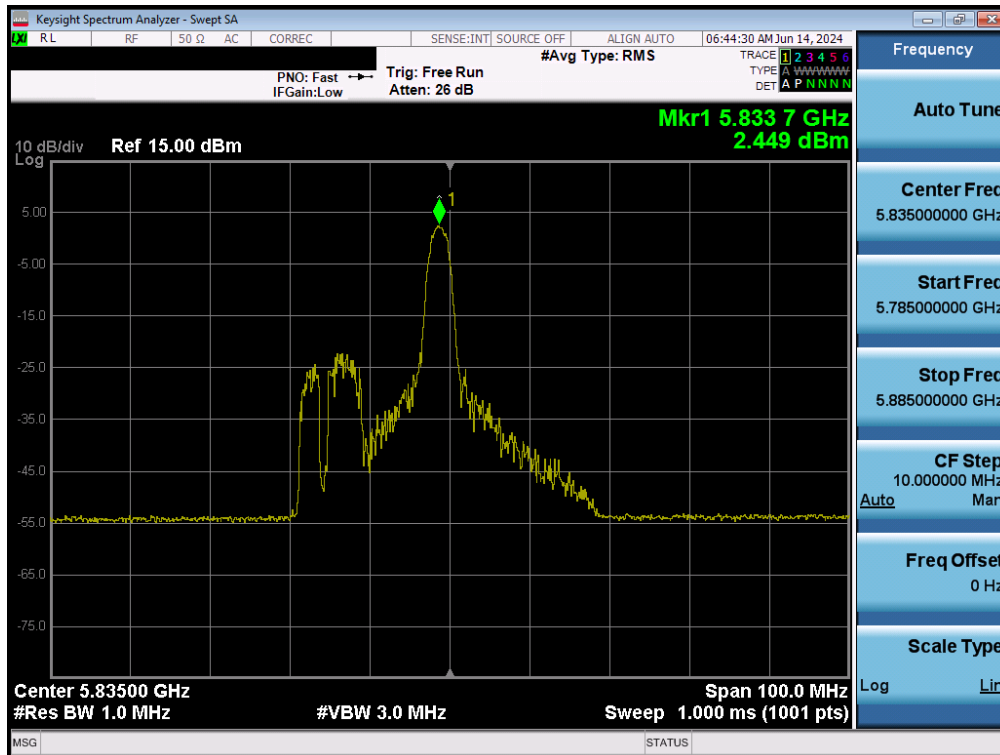 Keysight Spectrum Analyzer - Swept SA
LXI RL RF 50 Ω AC CORREC SENSE:INT SOURCE OFF ALIGN AUTO 06:44:30 AM Jun 14, 2024
PNO: Fast
IFGain:Low
Trig: Free Run
Atten: 26 dB
#Avg Type: RMS
TRACE 1 2 3 4 5 6
TYPE A WWWWW
DET A P N N N N
Mkr1 5.833 7 GHz
2.449 dBm
10 dB/div Ref 15.00 dBm
Log
1
5.00
-5.00
-15.0
-25.0
-35.0
-45.0
-55.0
-65.0
-75.0
Center 5.83500 GHz Span 100.0 MHz
#Res BW 1.0 MHz #VBW 3.0 MHz Sweep 1.000 ms (1001 pts)
MSG STATUS
Frequency
Auto Tune
Center Freq
5.835000000 GHz
Start Freq
5.785000000 GHz
Stop Freq
5.885000000 GHz
CF Step
10.000000 MHz
Auto Man
Freq Offset
0 Hz
Scale Type
Log Lin